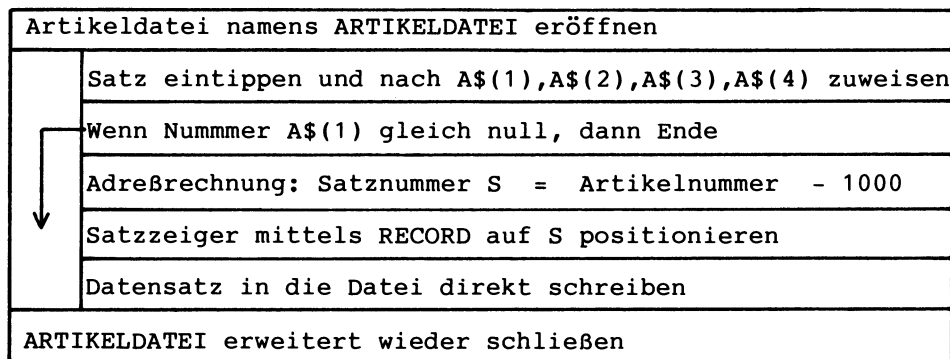 Artikeldatei namens ARTIKELDATEI eröffnen
Satz eintippen und nach A$(1),A$(2),A$(3),A$(4) zuweisen
Wenn Nummmer A$(1) gleich null, dann Ende
Adreßrechnung: Satznummer S = Artikelnummer - 1000
Satzzeiger mittels RECORD auf S positionieren
Datensatz in die Datei direkt schreiben
ARTIKELDATEI erweitert wieder schließen